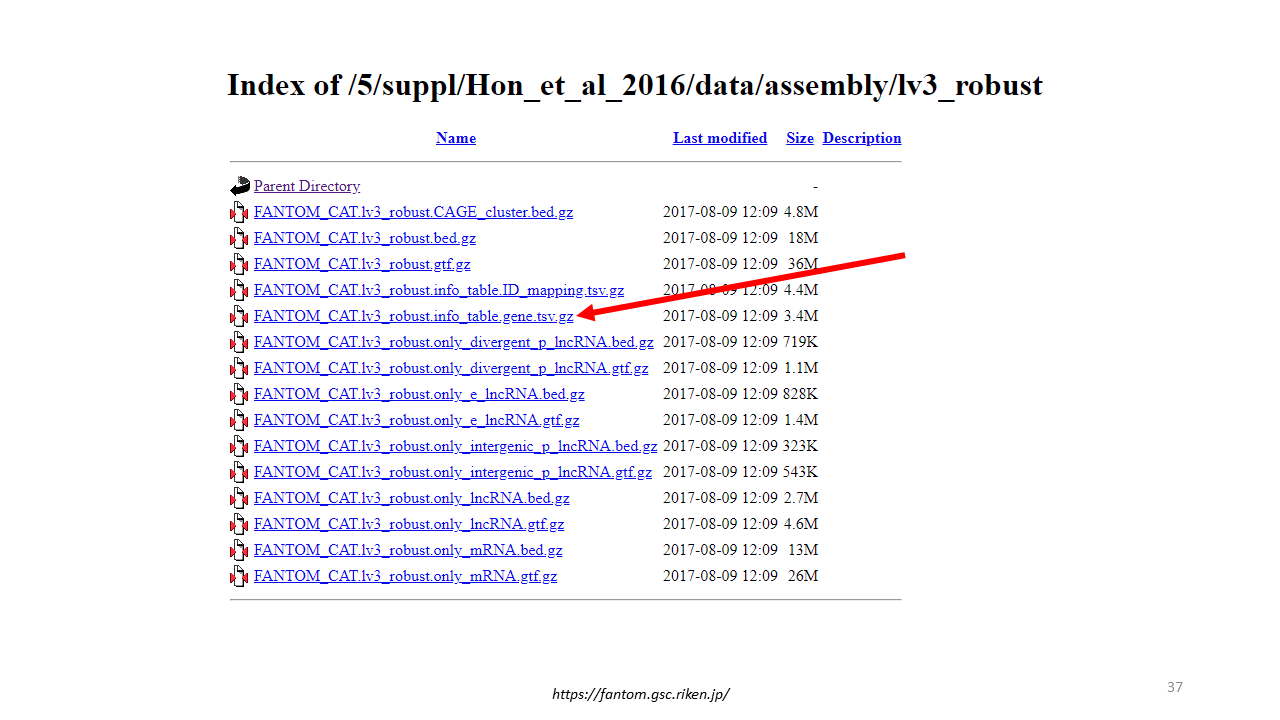 Index of /5/suppl/Hon_et_al_2016/data/assembly/lv3_robust
Name Last modified Size Description
Parent Directory -
FANTOM_CAT.lv3_robust.CAGE_cluster.bed.gz 2017-08-09 12:09 4.8M
FANTOM_CAT.lv3_robust.bed.gz 2017-08-09 12:09 18M
FANTOM_CAT.lv3_robust.gtf.gz 2017-08-09 12:09 36M
FANTOM_CAT.lv3_robust.info_table.ID_mapping.tsv.gz 2017-08-09 12:09 4.4M
FANTOM_CAT.lv3_robust.info_table.gene.tsv.gz 2017-08-09 12:09 3.4M
FANTOM_CAT.lv3_robust.only_divergent_p_lncRNA.bed.gz 2017-08-09 12:09 719K
FANTOM_CAT.lv3_robust.only_divergent_p_lncRNA.gtf.gz 2017-08-09 12:09 1.1M
FANTOM_CAT.lv3_robust.only_e_lncRNA.bed.gz 2017-08-09 12:09 828K
FANTOM_CAT.lv3_robust.only_e_lncRNA.gtf.gz 2017-08-09 12:09 1.4M
FANTOM_CAT.lv3_robust.only_intergenic_p_lncRNA.bed.gz 2017-08-09 12:09 323K
FANTOM_CAT.lv3_robust.only_intergenic_p_lncRNA.gtf.gz 2017-08-09 12:09 543K
FANTOM_CAT.lv3_robust.only_lncRNA.bed.gz 2017-08-09 12:09 2.7M
FANTOM_CAT.lv3_robust.only_lncRNA.gtf.gz 2017-08-09 12:09 4.6M
FANTOM_CAT.lv3_robust.only_mRNA.bed.gz 2017-08-09 12:09 13M
FANTOM_CAT.lv3_robust.only_mRNA.gtf.gz 2017-08-09 12:09 26M
https://fantom.gsc.riken.jp/
37